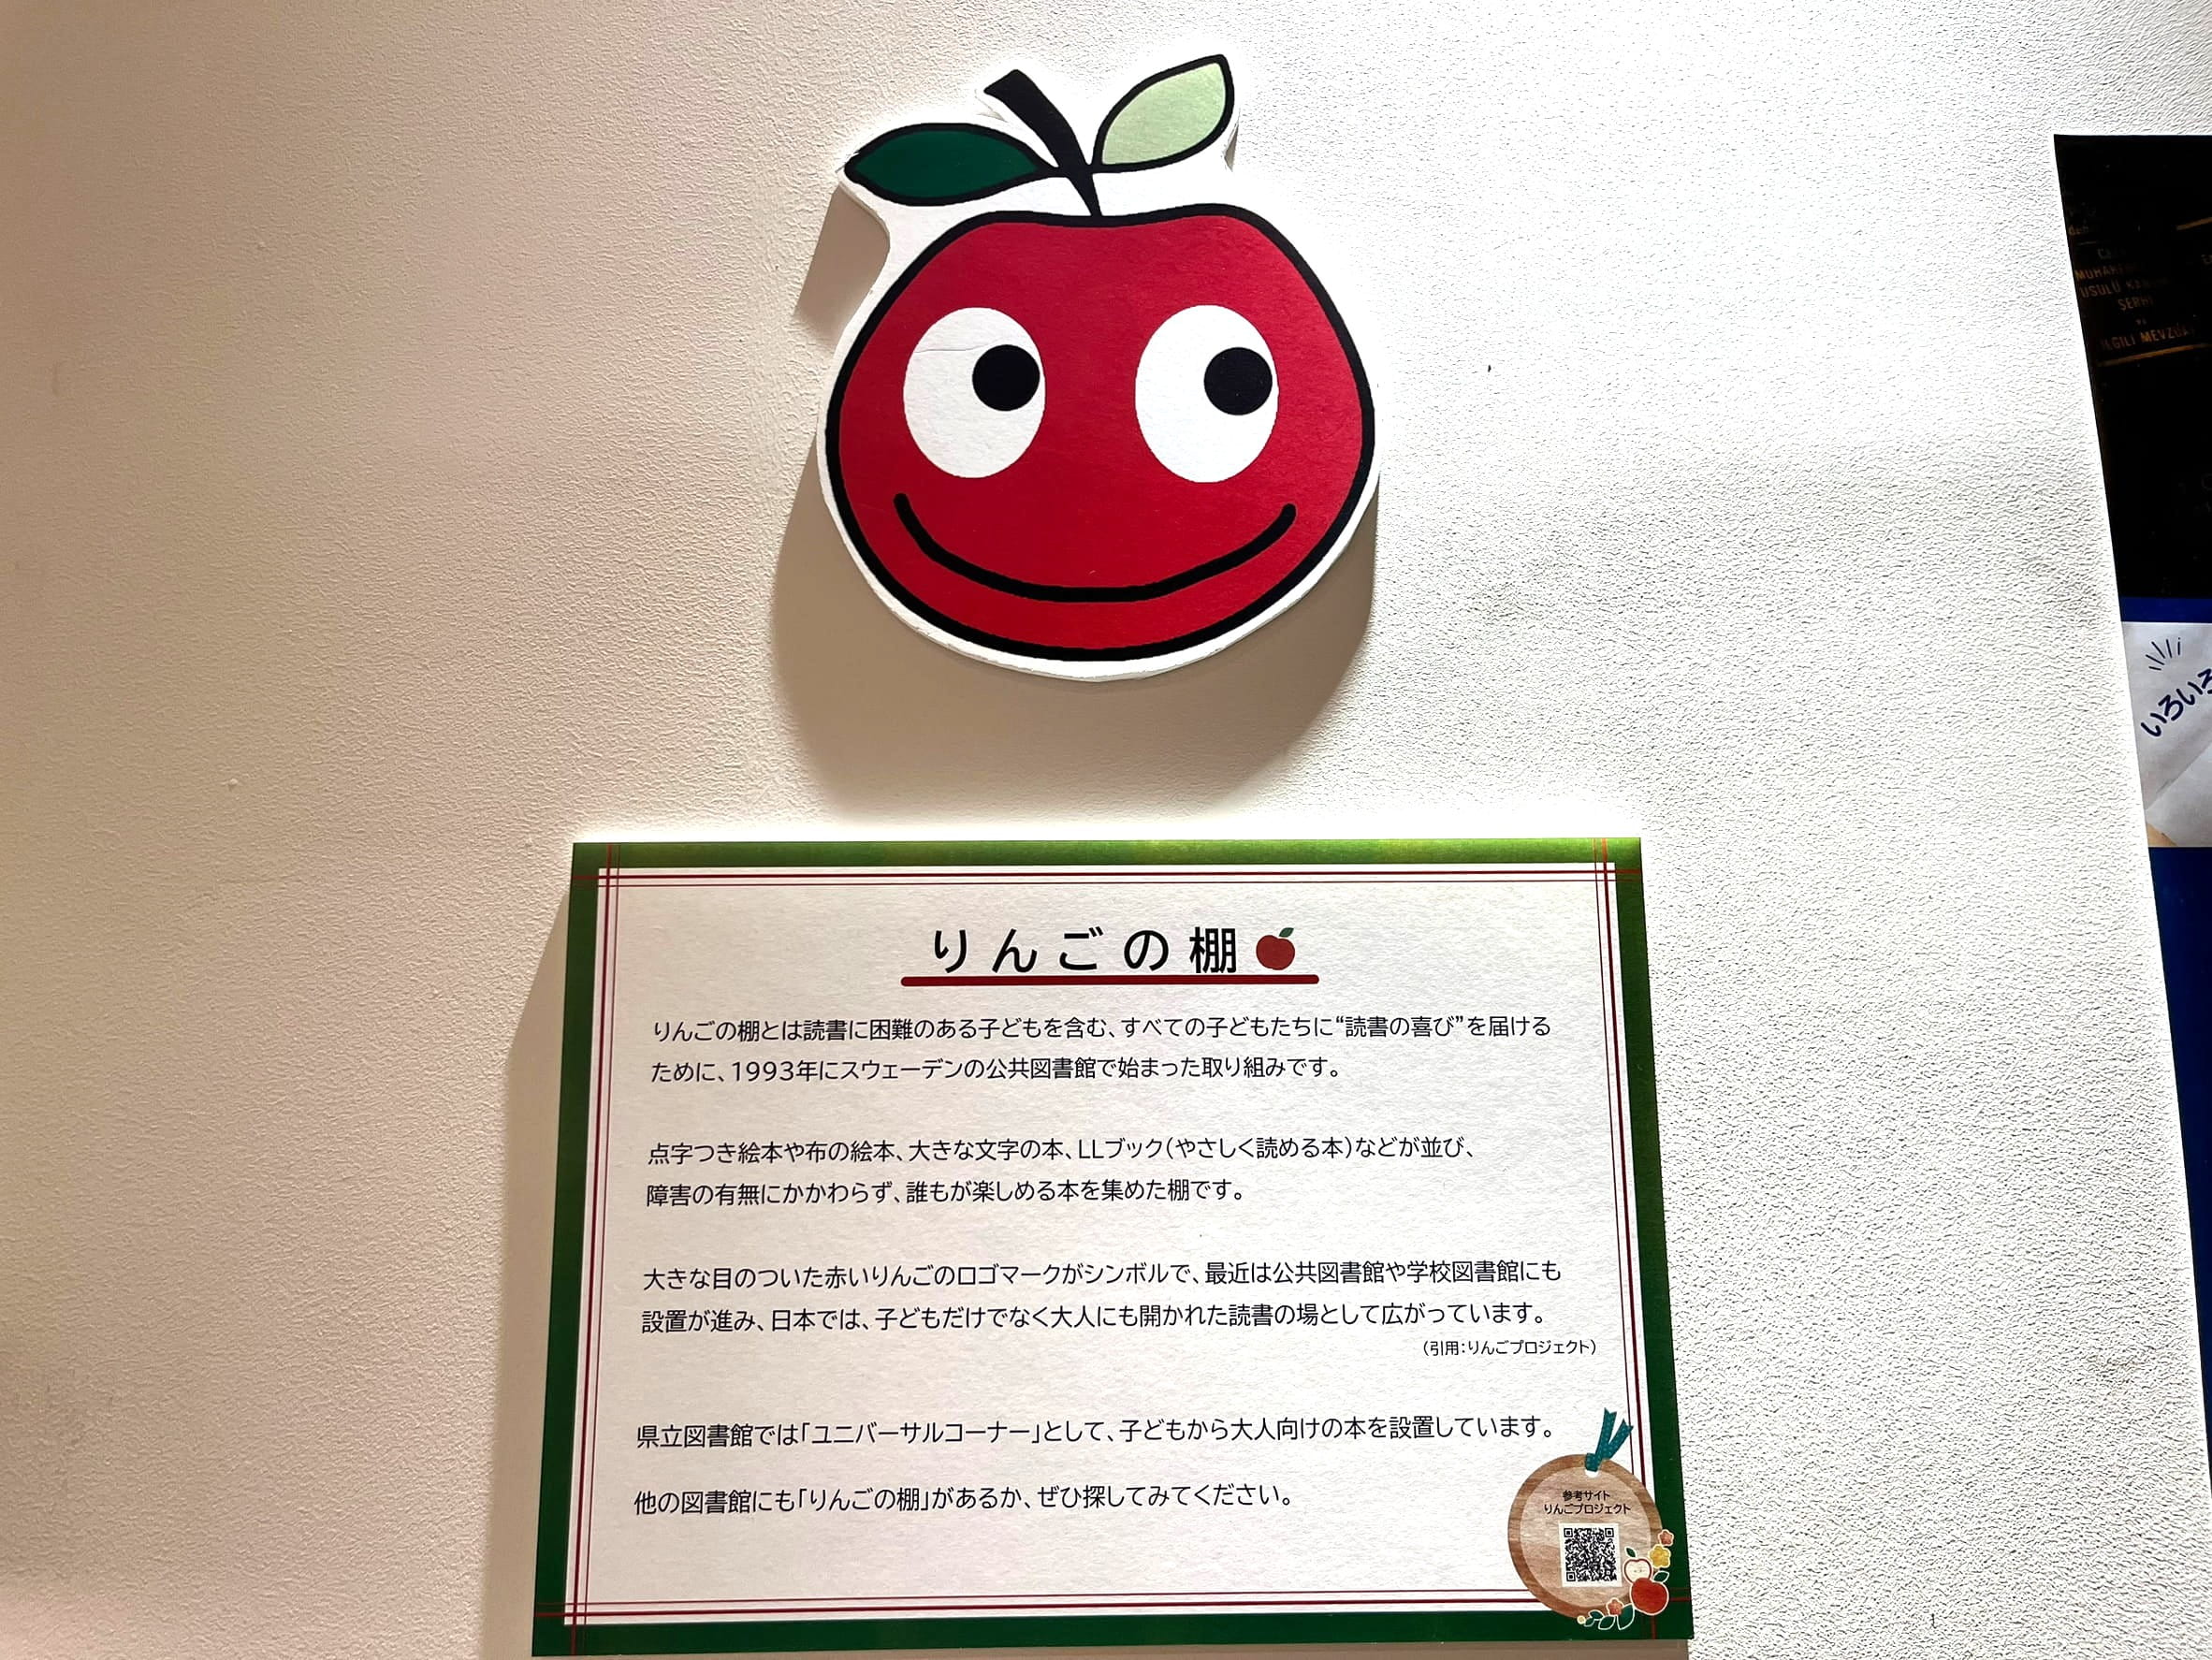 りんごの棚
りんごの棚とは読書に困難のある子どもを含む、すべての子どもたちに“読書の喜び”を届ける
ために、1993年にスウェーデンの公共図書館で始まった取り組みです。
点字つき絵本や布の絵本、大きな文字の本、LLブック(やさしく読める本)などが並び、
障害の有無にかかわらず、誰もが楽しめる本を集めた棚です。
大きな目のついた赤いりんごのロゴマークがシンボルで、最近は公共図書館や学校図書館にも
設置が進み、日本では、子どもだけでなく大人にも開かれた読書の場として広がっています。
(引用:りんごプロジェクト)
県立図書館では「ユニバーサルコーナー」として、子どもから大人向けの本を設置しています。
他の図書館にも「りんごの棚」があるか、ぜひ探してみてください。
参考サイト
りんごプロジェクト
USULÜ
いろいろ